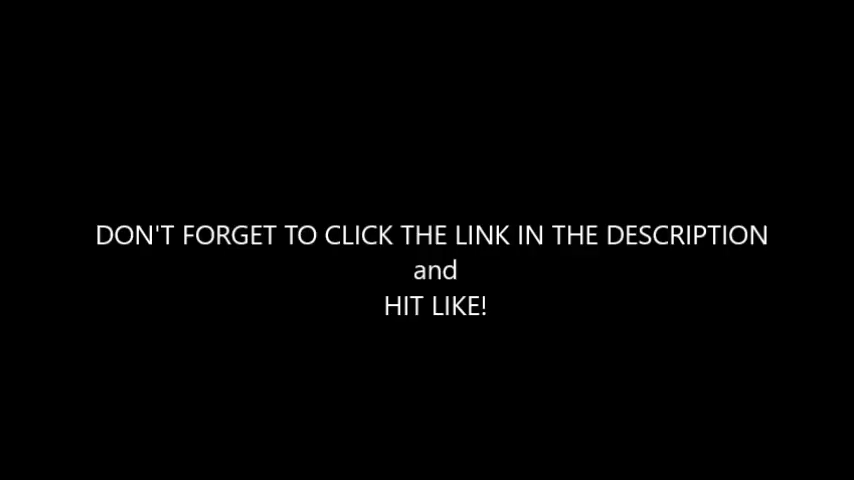 DON'T FORGET TO CLICK THE LINK IN THE DESCRIPTION
and
HIT LIKE!